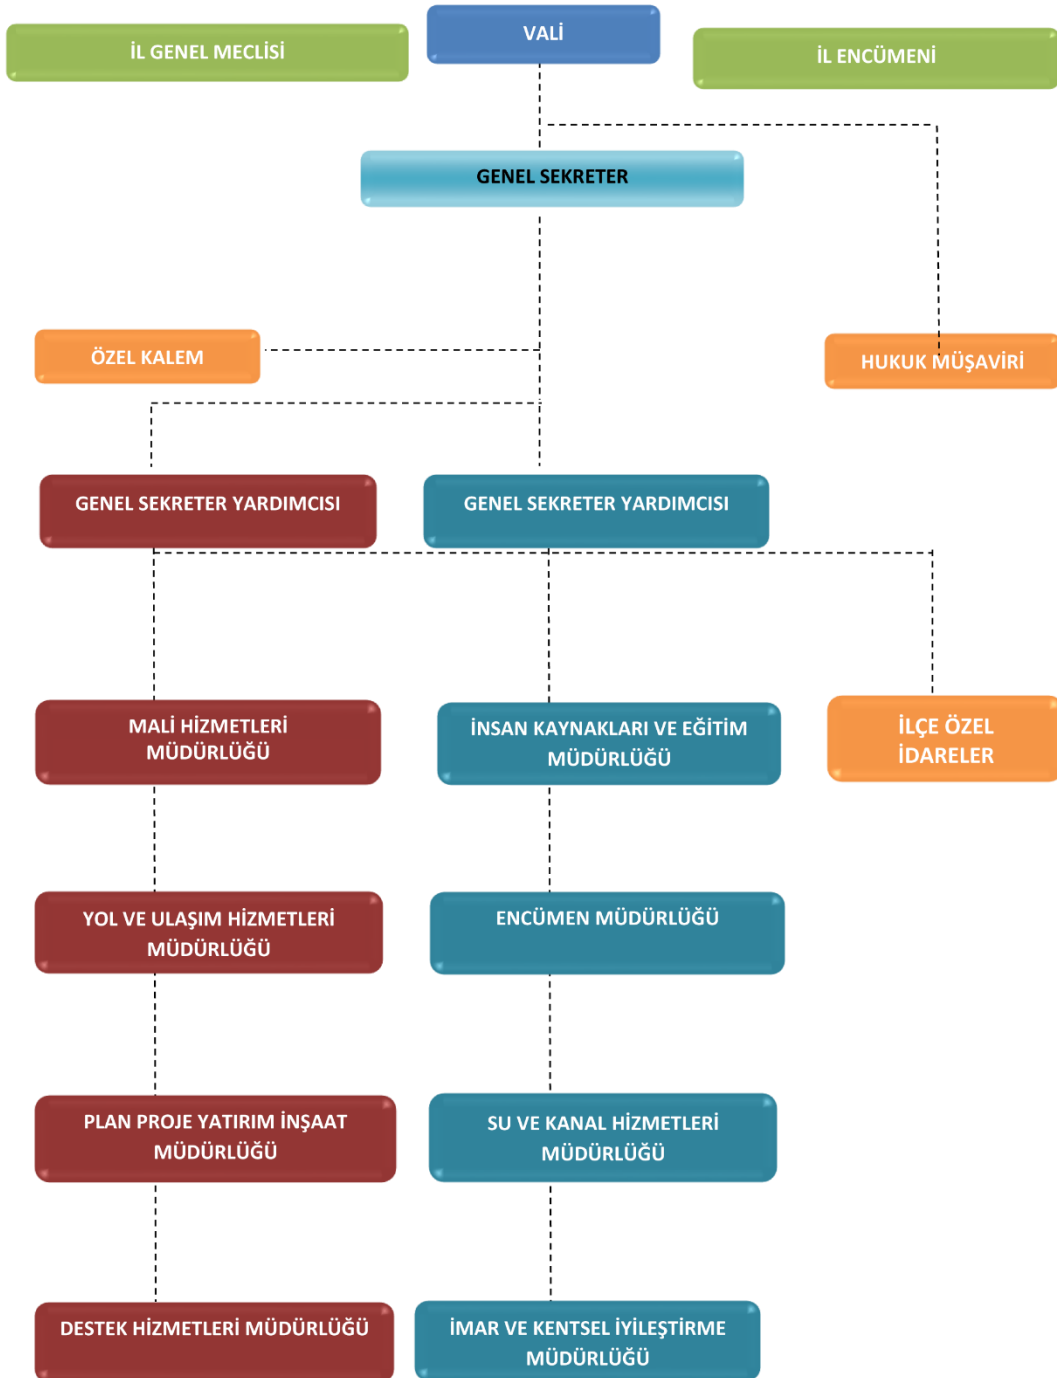 İL GENEL MECLİSİ
VALİ
İL ENCÜMENİ
GENEL SEKRETER
ÖZEL KALEM
HUKUK MÜŞAVİRİ
GENEL SEKRETER YARDIMCISI
GENEL SEKRETER YARDIMCISI
MALİ HİZMETLERİ
MÜDÜRLÜĞÜ
İNSAN KAYNAKLARI VE EĞİTİM
MÜDÜRLÜĞÜ
İLÇE ÖZEL
İDARELER
YOL VE ULAŞIM HİZMETLERİ
MÜDÜRLÜĞÜ
ENCÜMEN MÜDÜRLÜĞÜ
PLAN PROJE YATIRIM İNŞAAT
MÜDÜRLÜĞÜ
SU VE KANAL HİZMETLERİ
MÜDÜRLÜĞÜ
DESTEK HİZMETLERİ MÜDÜRLÜĞÜ
İMAR VE KENTSEL İYİLEŞTİRME
MÜDÜRLÜĞÜ